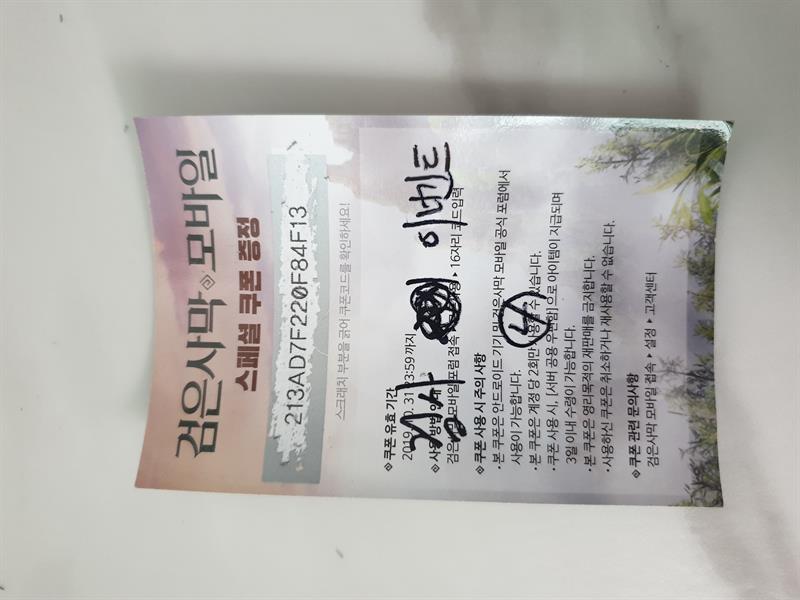 검은사막 모바일
스페셜 쿠폰 증정
213AD7F220F84F13
스크래치 부분을 긁어 쿠폰코드를 확인하세요!
※ 쿠폰 유효 기간
2019. 10. 31 23:59 까지
※ 사용방법 안내
검은사막 모바일 포럼 접속 ▶ 16자리 코드입력
검사 이벤트
④
※ 쿠폰 사용 시 주의 사항
· 본 쿠폰은 안드로이드 기기 및 검은사막 모바일 공식 포럼에서
사용이 가능합니다.
· 본 쿠폰은 계정 당 2회만 사용할 수 있습니다.
· 쿠폰 사용 시, [서버 공용 우편함]으로 아이템이 지급되며
3일 이내 수령이 가능합니다.
· 본 쿠폰은 영리목적의 재판매를 금지합니다.
· 사용하신 쿠폰은 취소하거나 재사용할 수 없습니다.
※ 쿠폰 관련 문의사항
검은사막 모바일 접속 ▶ 설정 ▶ 고객센터